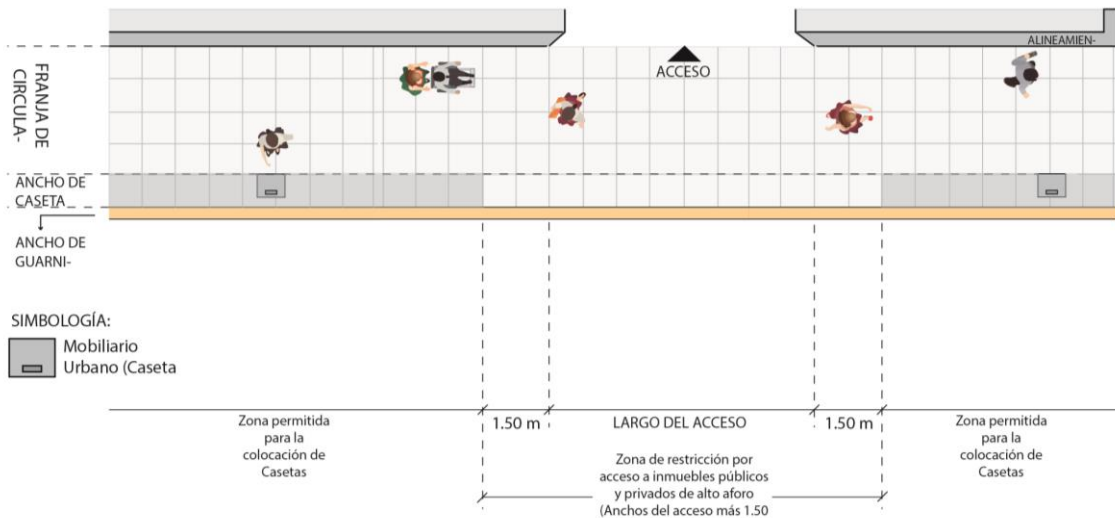 ALINEAMIEN-
ACCESO
FRANJA DE
CIRCULA-
ANCHO DE
CASETA
ANCHO DE
GUARNI-
SIMBOLOGÍA:
Mobiliario
Urbano (Caseta
Zona permitida
para la
colocación de
Casetas
1.50 m
LARGO DEL ACCESO
1.50 m
Zona permitida
para la
colocación de
Casetas
Zona de restricción por
acceso a inmuebles públicos
y privados de alto aforo
(Anchos del acceso más 1.50